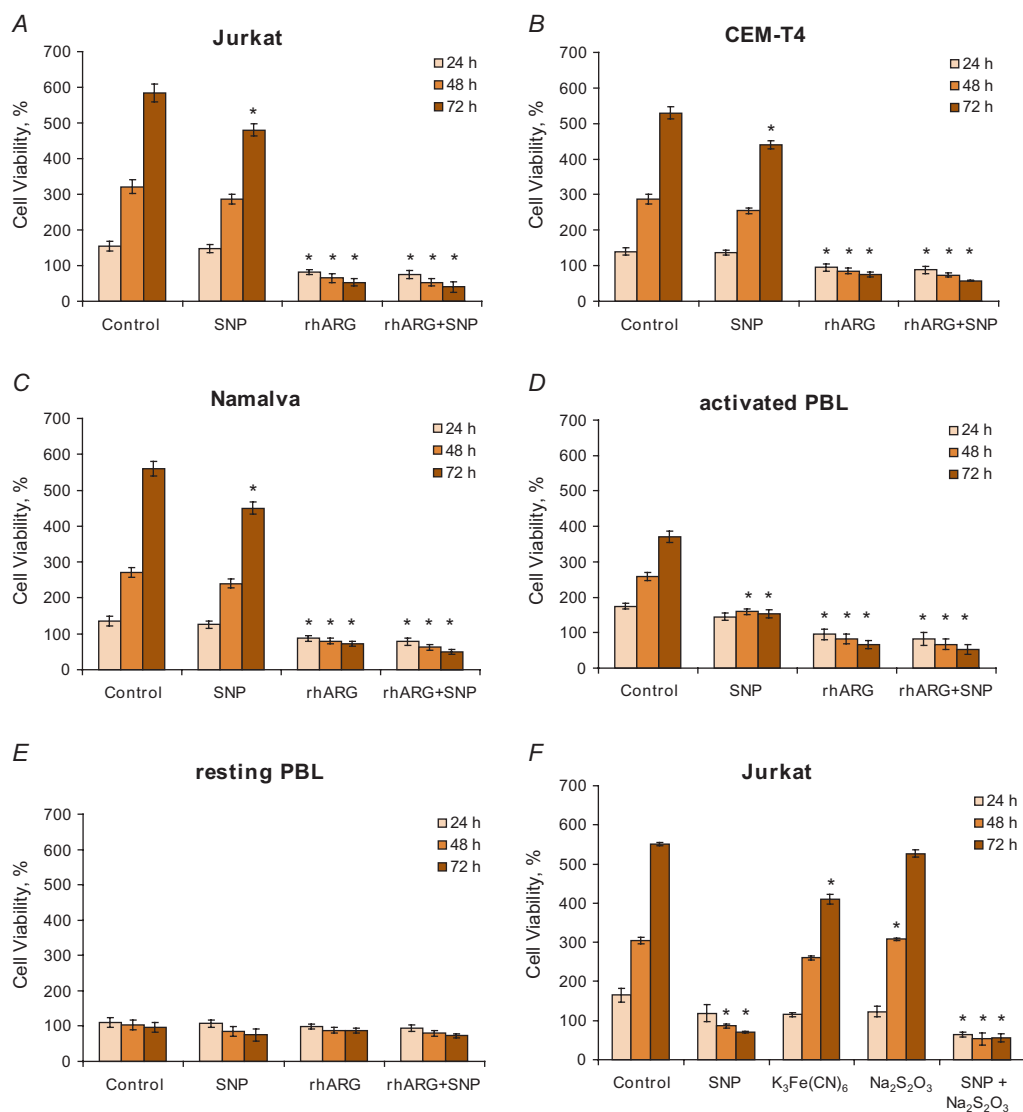 A
Jurkat
700
600
500
400
300
200
100
0
Cell Viability, %
24 h
48 h
72 h
*
* * *
* * *
Control SNP rhARG rhARG+SNP
B
CEM-T4
700
600
500
400
300
200
100
0
Cell Viability, %
24 h
48 h
72 h
*
* * *
* * *
Control SNP rhARG rhARG+SNP
C
Namalva
700
600
500
400
300
200
100
0
Cell Viability, %
24 h
48 h
72 h
*
* * *
* * *
Control SNP rhARG rhARG+SNP
D
activated PBL
700
600
500
400
300
200
100
0
Cell Viability, %
24 h
48 h
72 h
* *
* * *
* * *
Control SNP rhARG rhARG+SNP
E
resting PBL
700
600
500
400
300
200
100
0
Cell Viability, %
24 h
48 h
72 h
Control SNP rhARG rhARG+SNP
F
Jurkat
700
600
500
400
300
200
100
0
Cell Viability, %
24 h
48 h
72 h
* *
*
*
* * *
Control SNP K₃Fe(CN)₆ Na₂S₂O₃ SNP +
Na₂S₂O₃